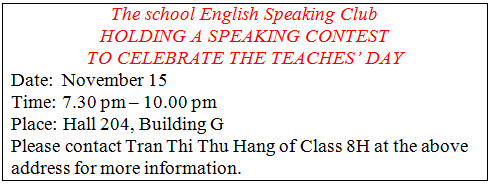 The school English Speaking Club
HOLDING A SPEAKING CONTEST
TO CELEBRATE THE TEACHES’ DAY
Date: November 15
Time: 7.30 pm – 10.00 pm
Place: Hall 204, Building G
Please contact Tran Thi Thu Hang of Class 8H at the above
address for more information.